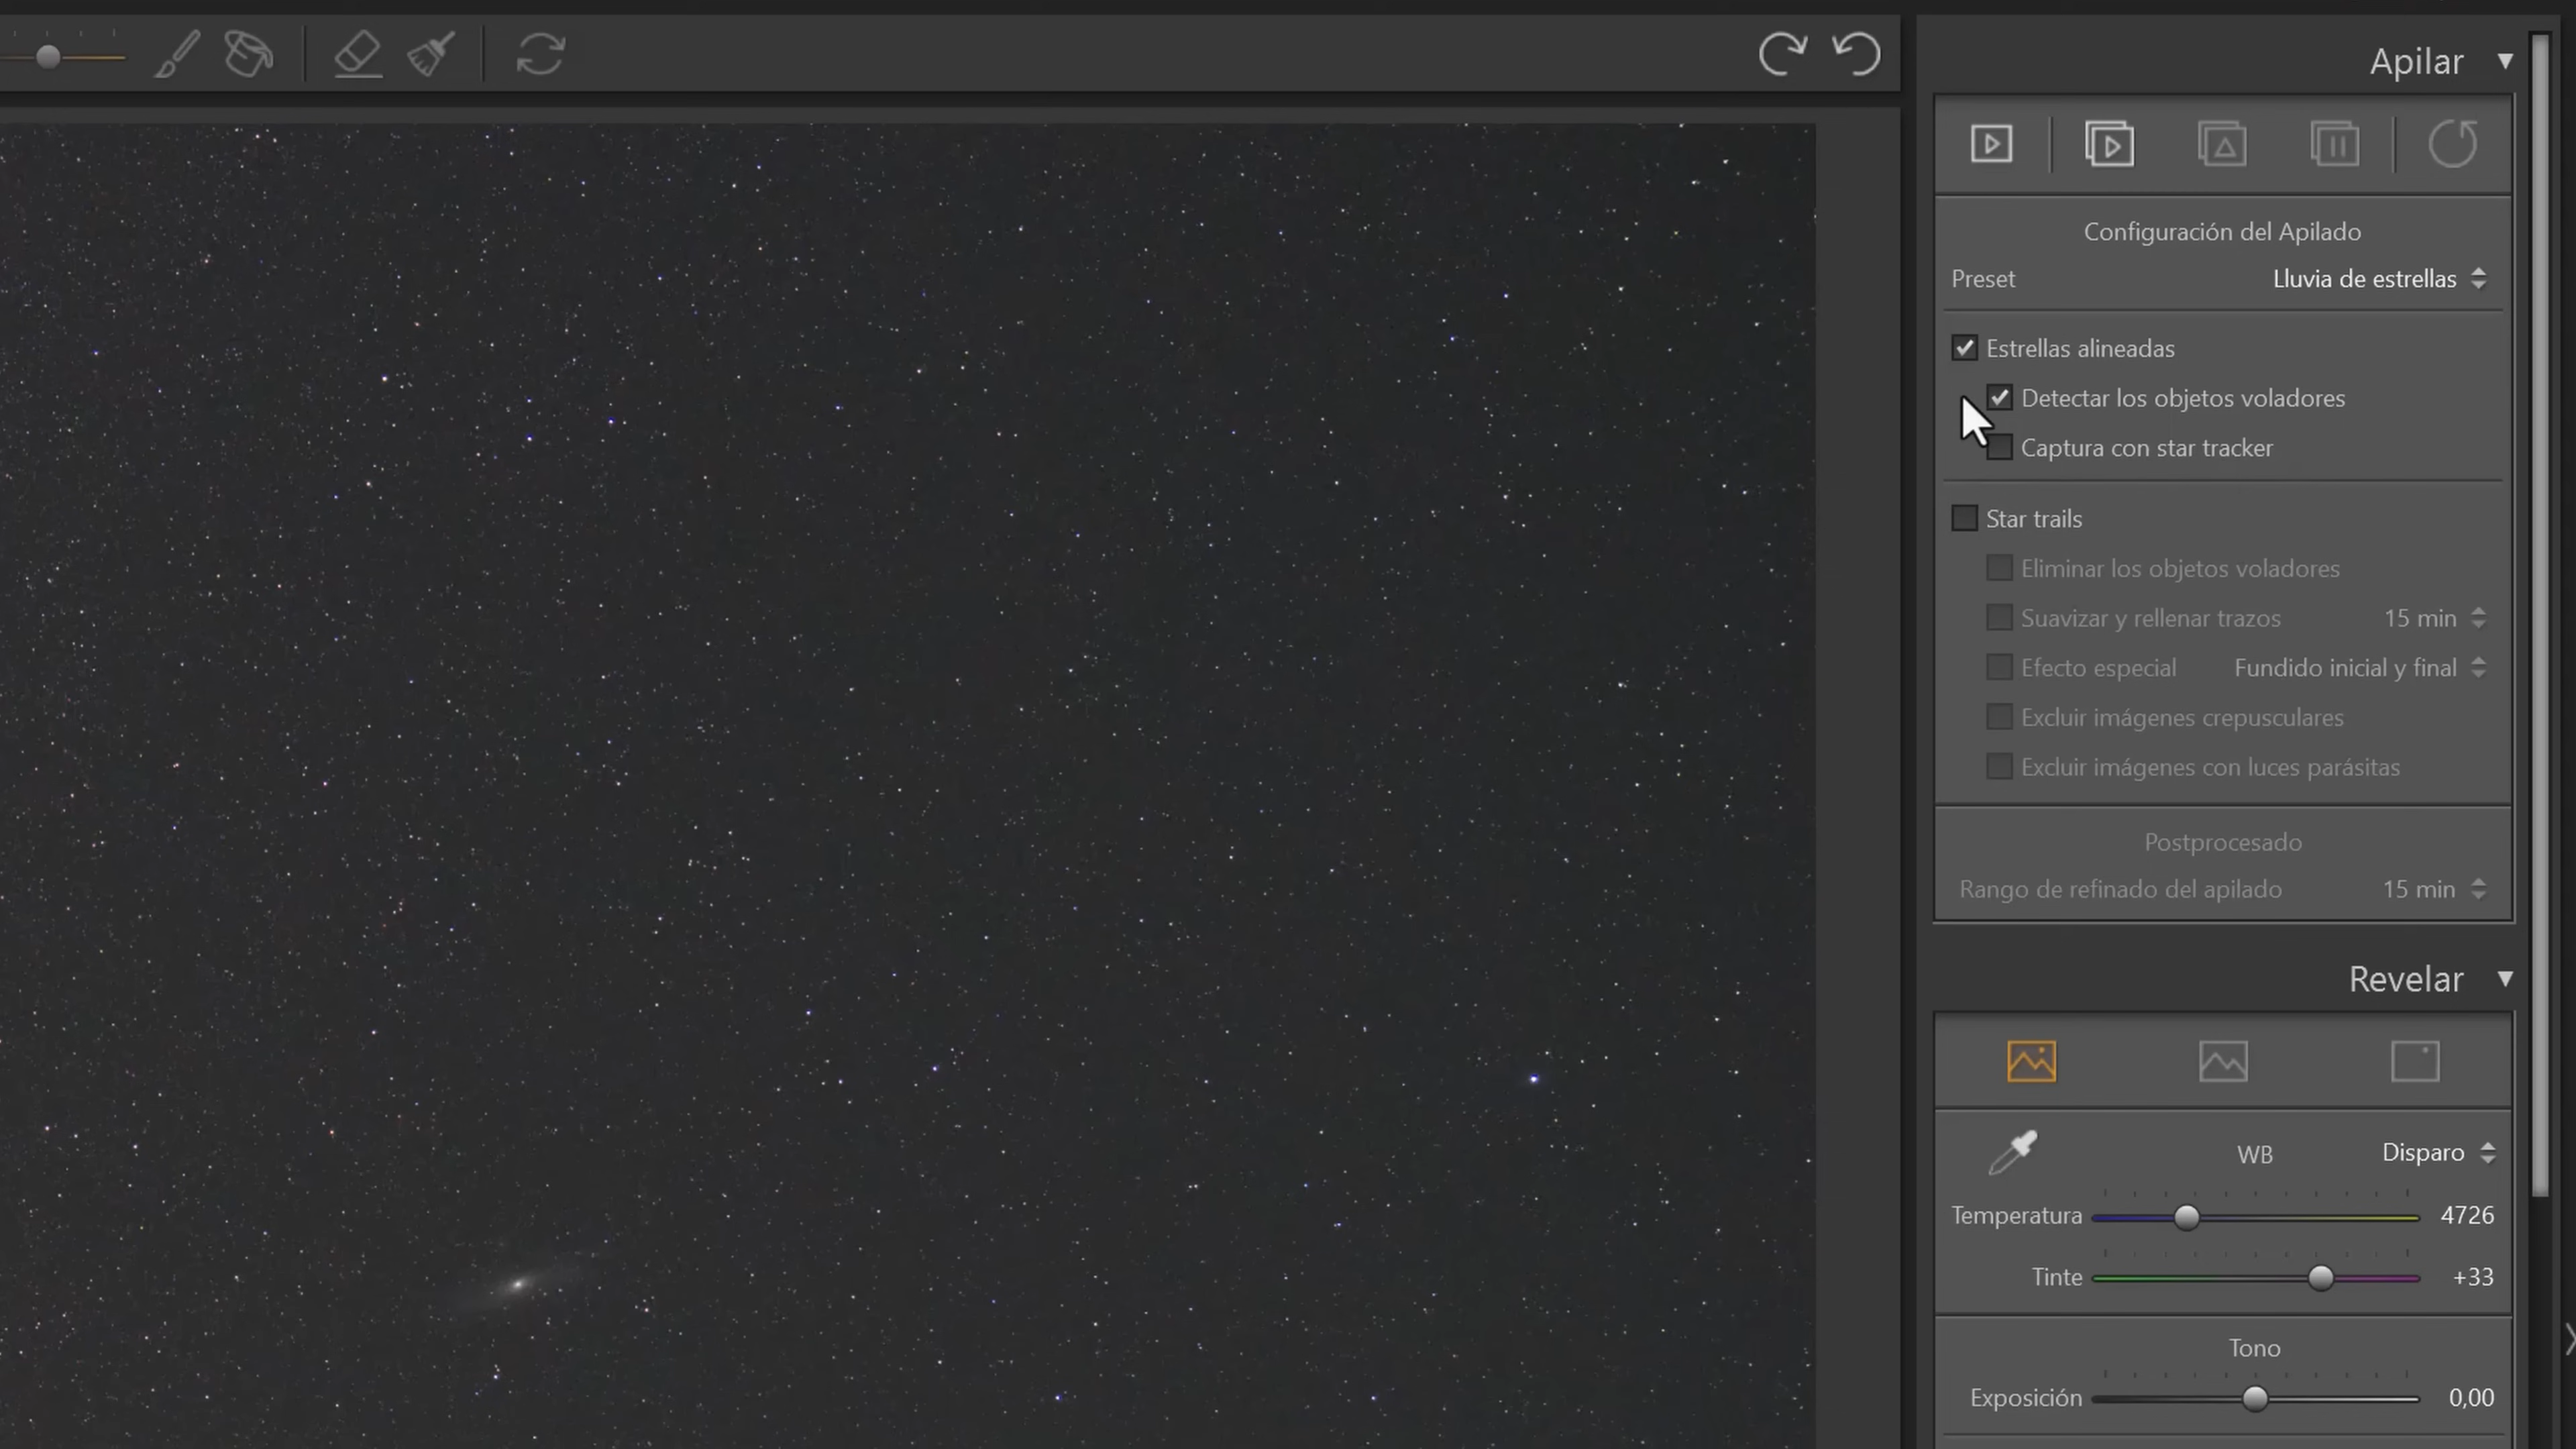 Apilar
Configuración del Apilado
Preset Lluvia de estrellas
Estrellas alineadas
Detectar los objetos voladores
Captura con star tracker
Star trails
Eliminar los objetos voladores
Suavizar y rellenar trazos 15 min
Efecto especial Fundido inicial y final
Excluir imágenes crepusculares
Excluir imágenes con luces parásitas
Postprocesado
Rango de refinado del apilado 15 min
Revelar
WB Disparo
Temperatura 4726
Tinte +33
Tono
Exposición 0,00